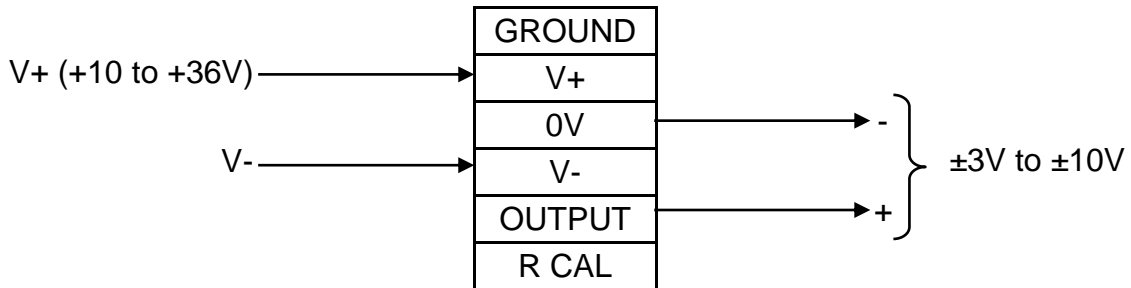 GROUND
V+ (+10 to +36V)
V+
0V
-
V-
V-
±3V to ±10V
OUTPUT
+
R CAL